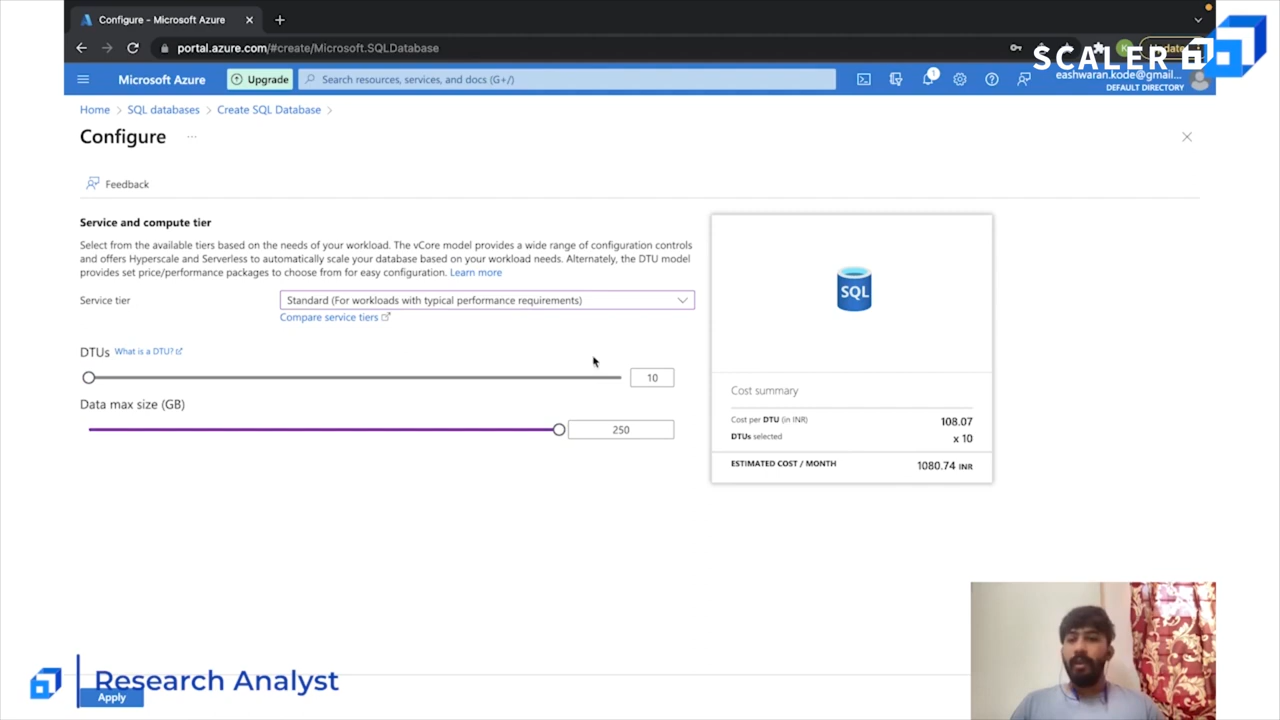 Configure - Microsoft Azure
portal.azure.com/#create/Microsoft.SQLDatabase
SCALER
Microsoft Azure
Upgrade
Search resources, services, and docs (G+/)
1
eashwaran.kode@gmail...
DEFAULT DIRECTORY
Home > SQL databases > Create SQL Database >
Configure ...
Feedback
Service and compute tier
Select from the available tiers based on the needs of your workload. The vCore model provides a wide range of configuration controls
and offers Hyperscale and Serverless to automatically scale your database based on your workload needs. Alternately, the DTU model
provides set price/performance packages to choose from for easy configuration. Learn more
Service tier
Standard (For workloads with typical performance requirements)
Compare service tiers
DTUs What is a DTU?
10
Data max size (GB)
250
SQL
Cost summary
Cost per DTU (in INR) 108.07
DTUs selected x 10
ESTIMATED COST / MONTH 1080.74 INR
Research Analyst
Apply